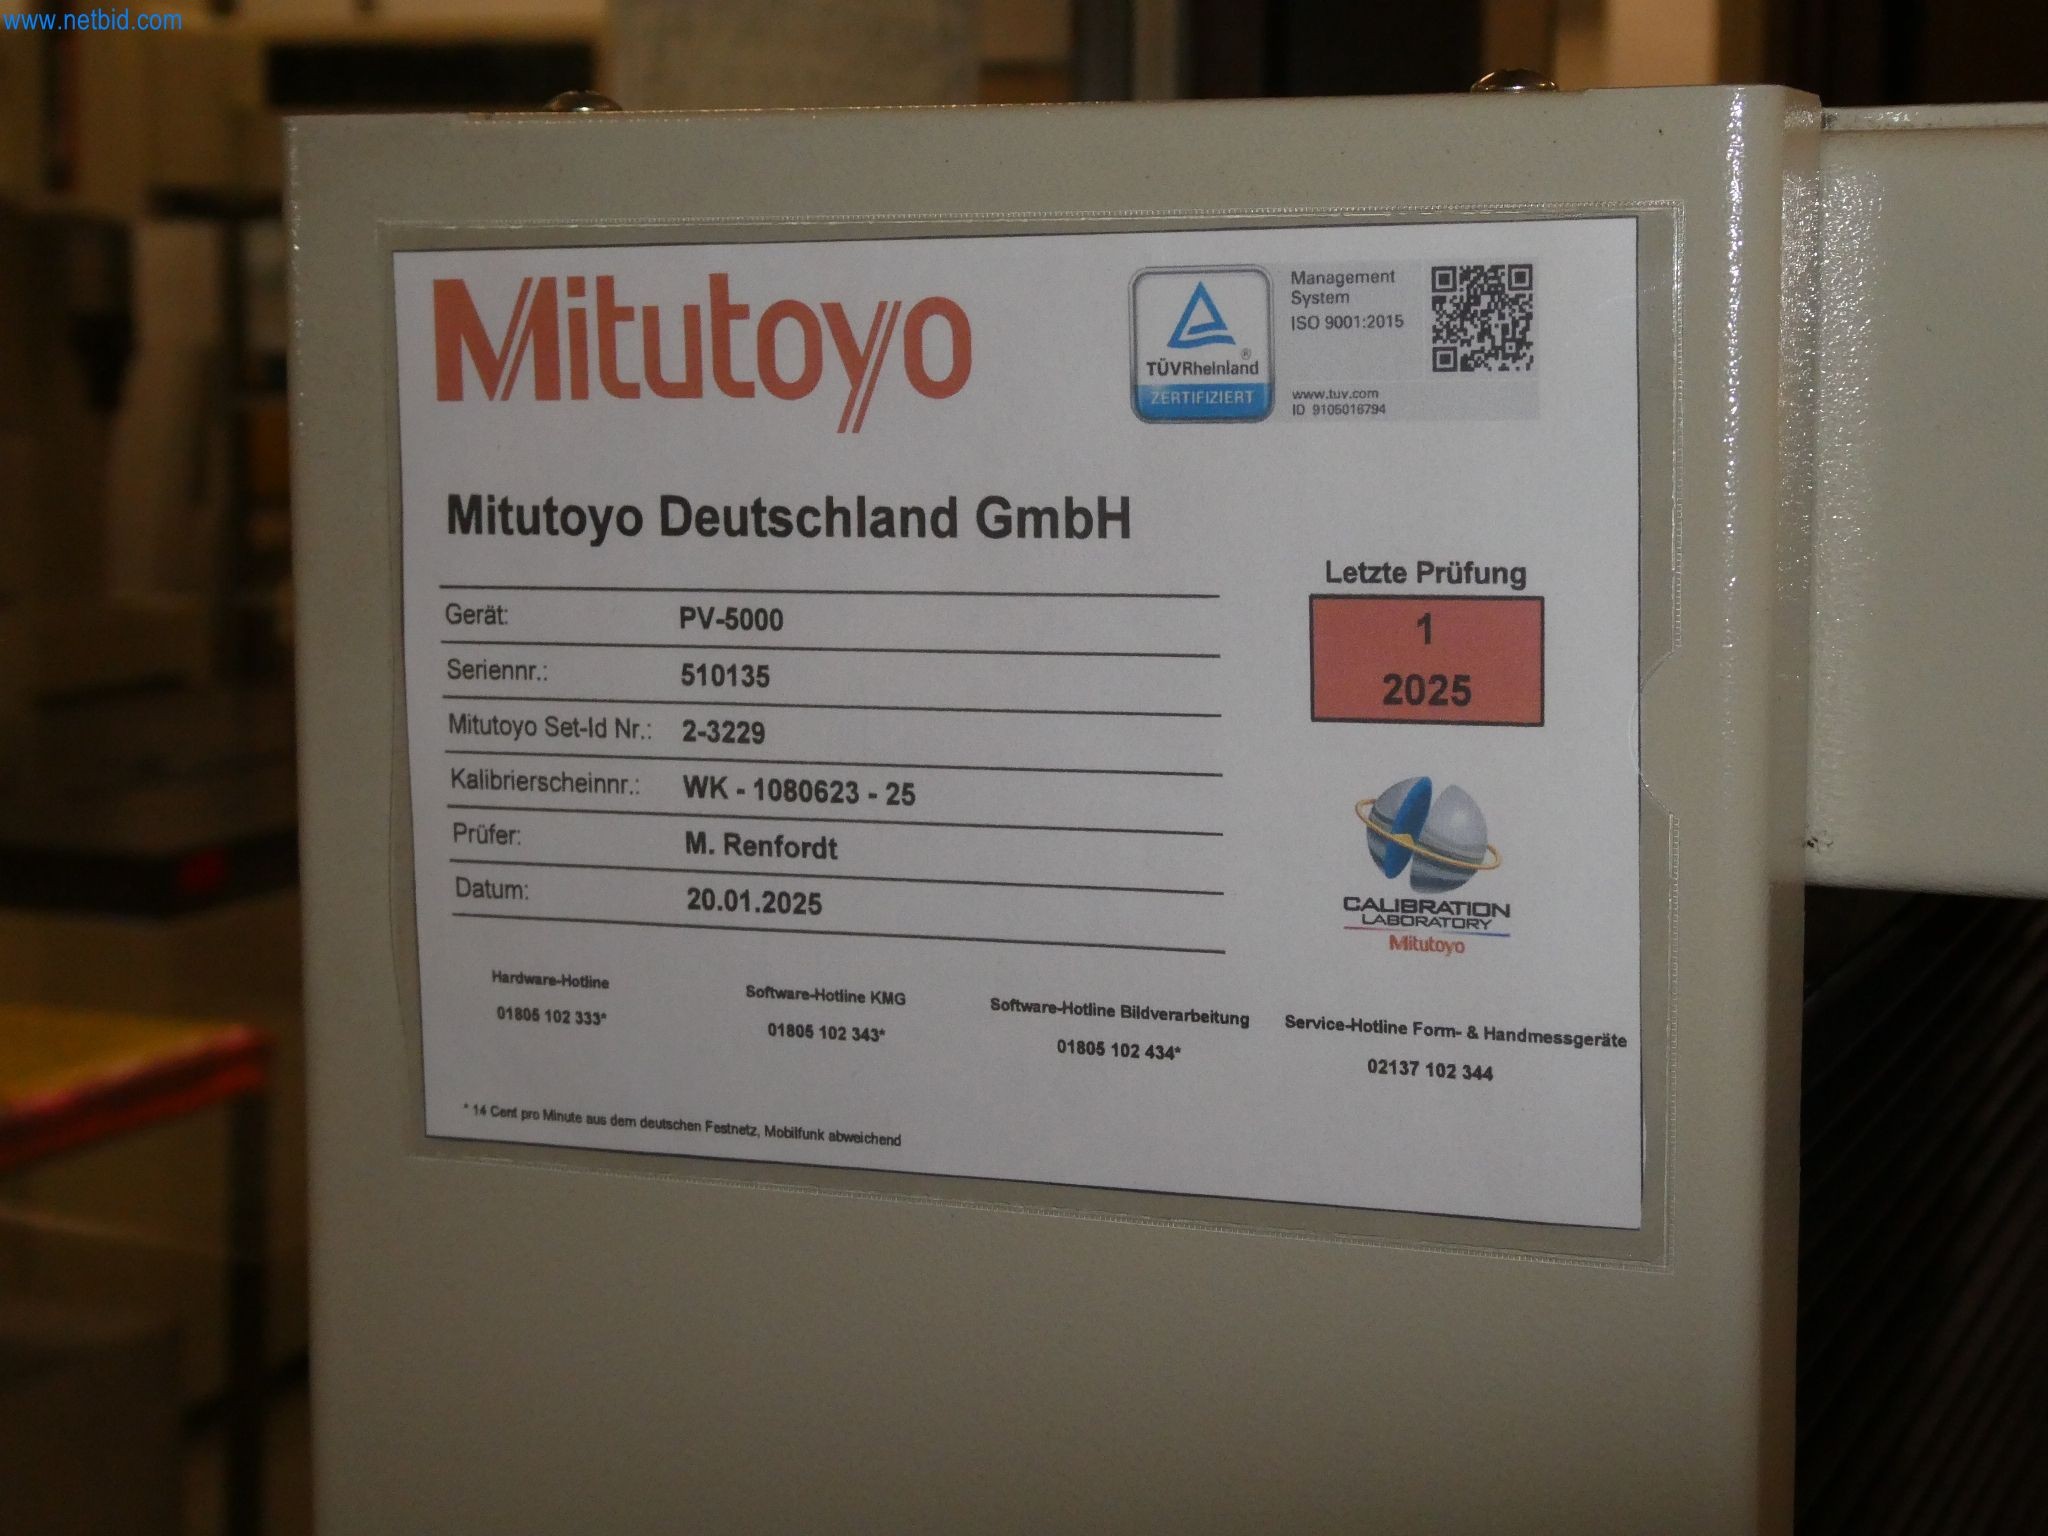 www.netbid.com
Mitutoyo
TÜVRheinland®
ZERTIFIZIERT
Management
System
ISO 9001:2015
www.tuv.com
ID 9105016794
Mitutoyo Deutschland GmbH
Letzte Prüfung
1
2025
Gerät: PV-5000
Seriennr.: 510135
Mitutoyo Set-Id Nr.: 2-3229
Kalibrierscheinnr.: WK - 1080623 - 25
Prüfer: M. Renfordt
Datum: 20.01.2025
CALIBRATION
LABORATORY
Mitutoyo
Hardware-Hotline
01805 102 333*
Software-Hotline KMG
01805 102 343*
Software-Hotline Bildverarbeitung
01805 102 434*
Service-Hotline Form- & Handmessgeräte
02137 102 344
* 14 Cent pro Minute aus dem deutschen Festnetz, Mobilfunk abweichend